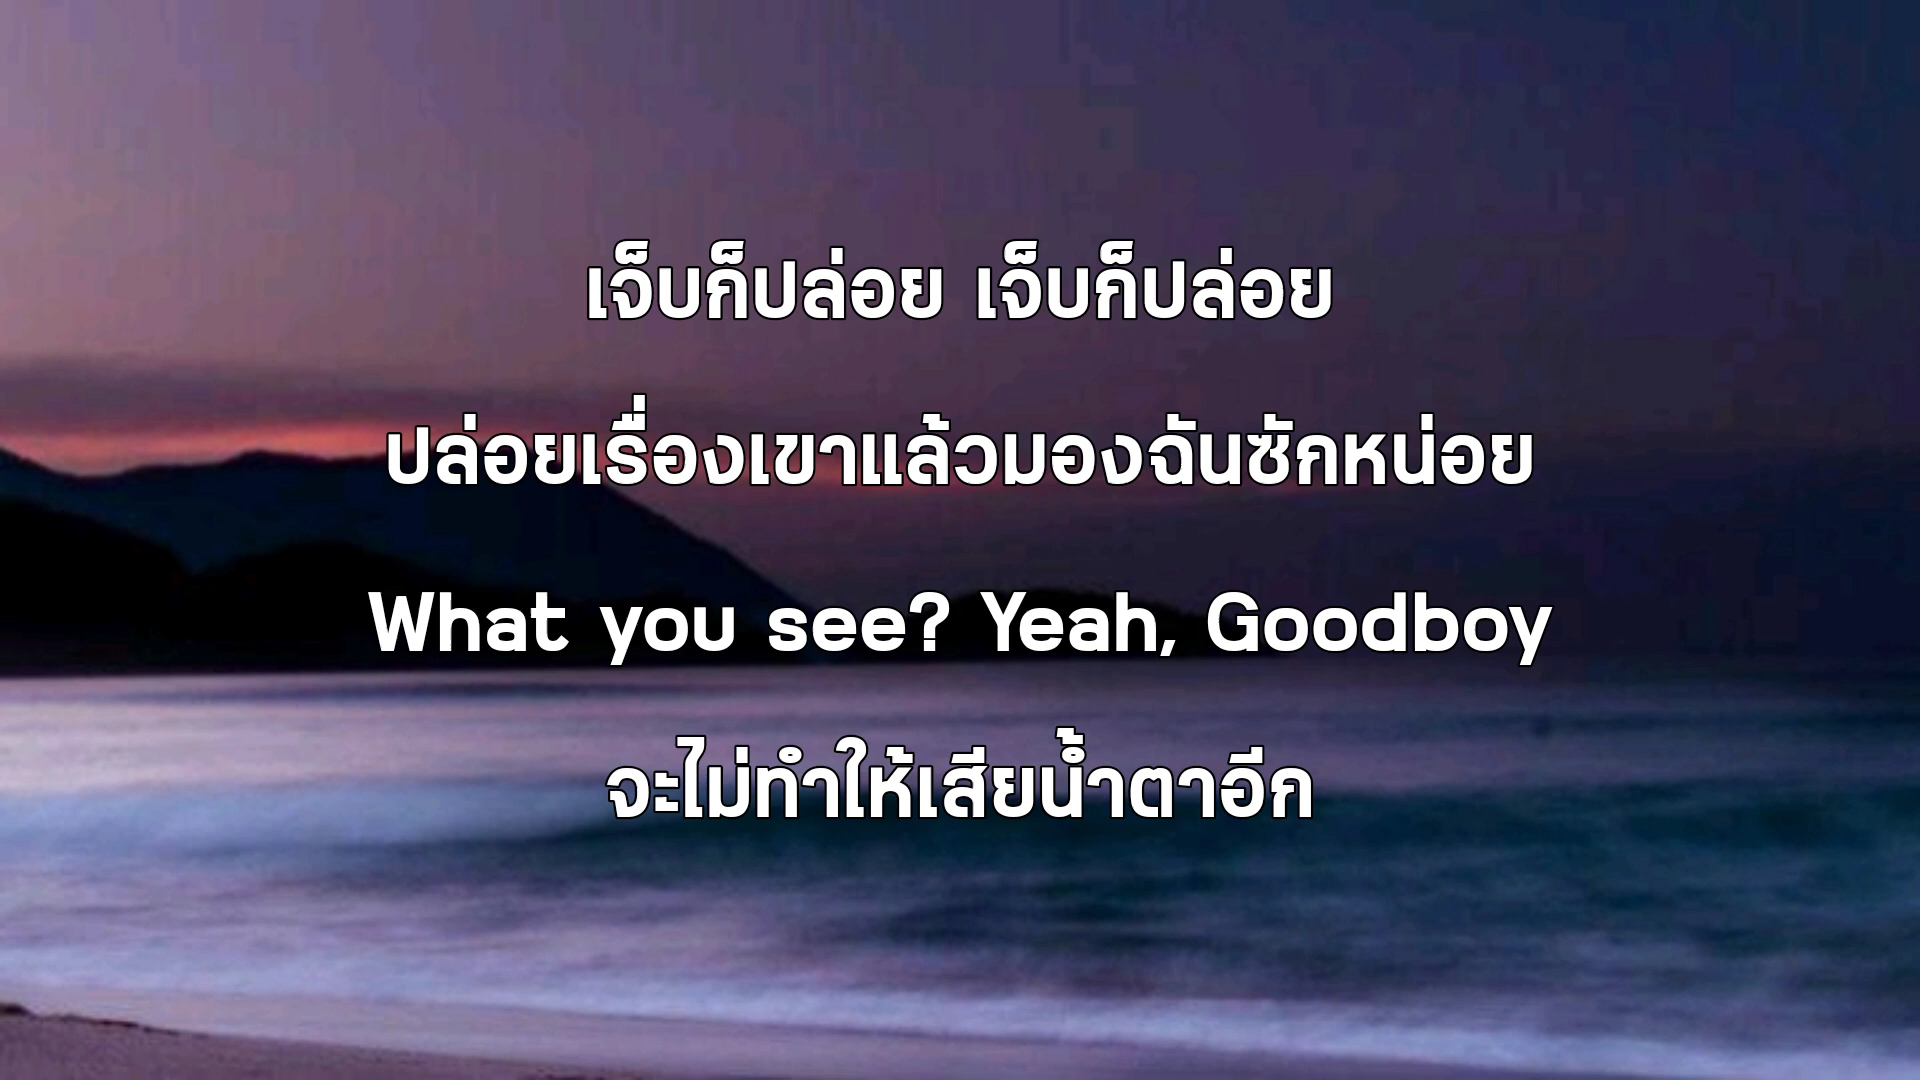 เจ็บก็ปล่อย เจ็บก็ปล่อย
ปล่อยเรื่องเขาแล้วมองฉันซักหน่อย
What you see? Yeah, Goodboy
จะไม่ทำให้เสียน้ำตาอีก